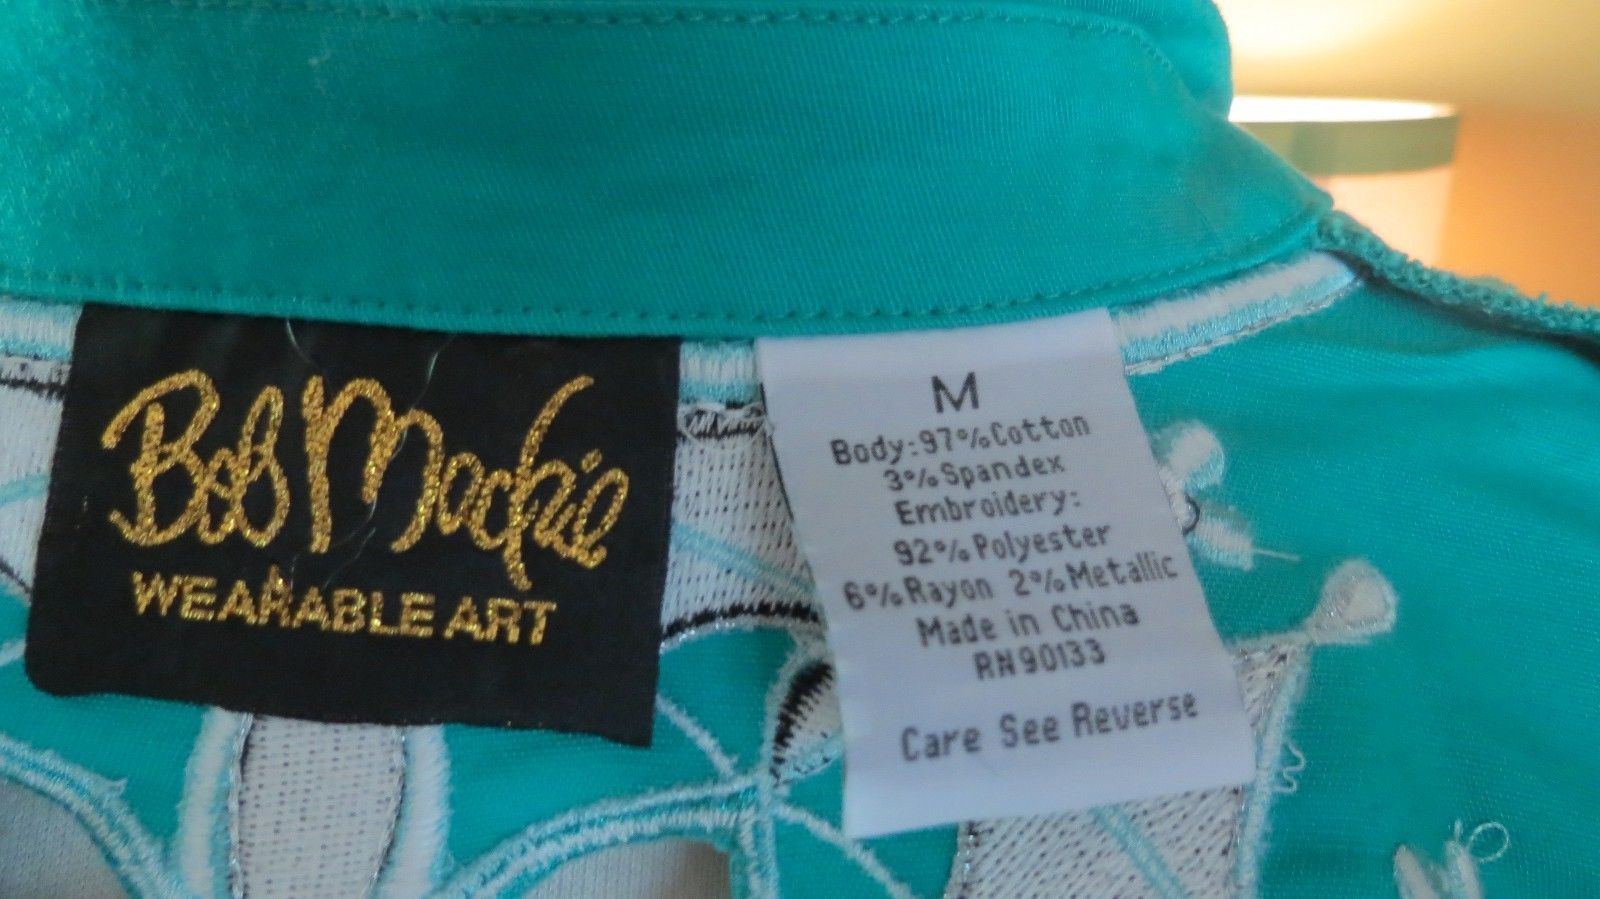 Bob Mackie
WEARABLE ART
M
Body:97%Cotton
3%Spandex
Embroidery:
92%Polyester
6%Rayon 2%Metallic
Made in China
RN90133
Care See Reverse